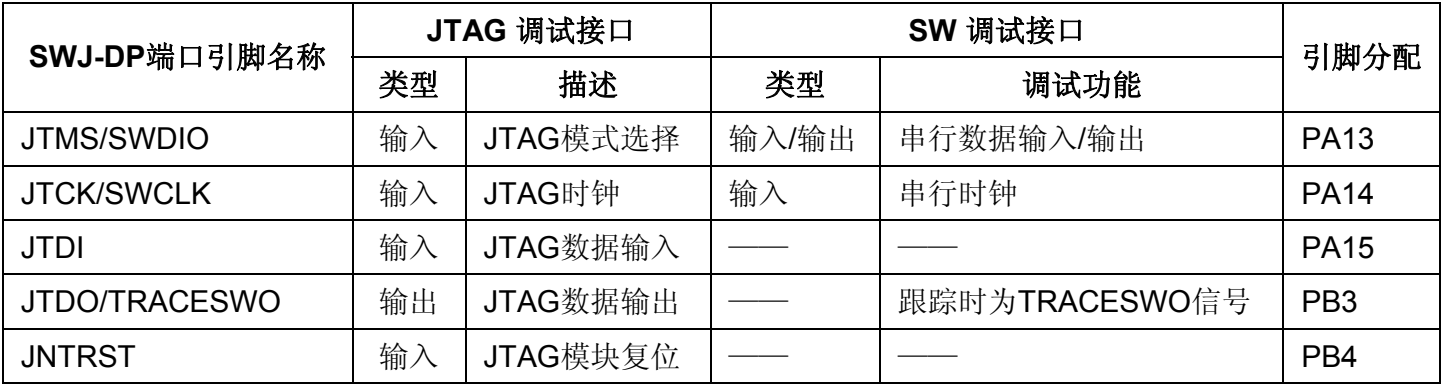 SWJ-DP端口引脚名称 JTAG 调试接口 SW 调试接口 引脚分配
类型 描述 类型 调试功能
JTMS/SWDIO 输入 JTAG模式选择 输入/输出 串行数据输入/输出 PA13
JTCK/SWCLK 输入 JTAG时钟 输入 串行时钟 PA14
JTDI 输入 JTAG数据输入 —— —— PA15
JTDO/TRACESWO 输出 JTAG数据输出 —— 跟踪时为TRACESWO信号 PB3
JNTRST 输入 JTAG模块复位 —— —— PB4